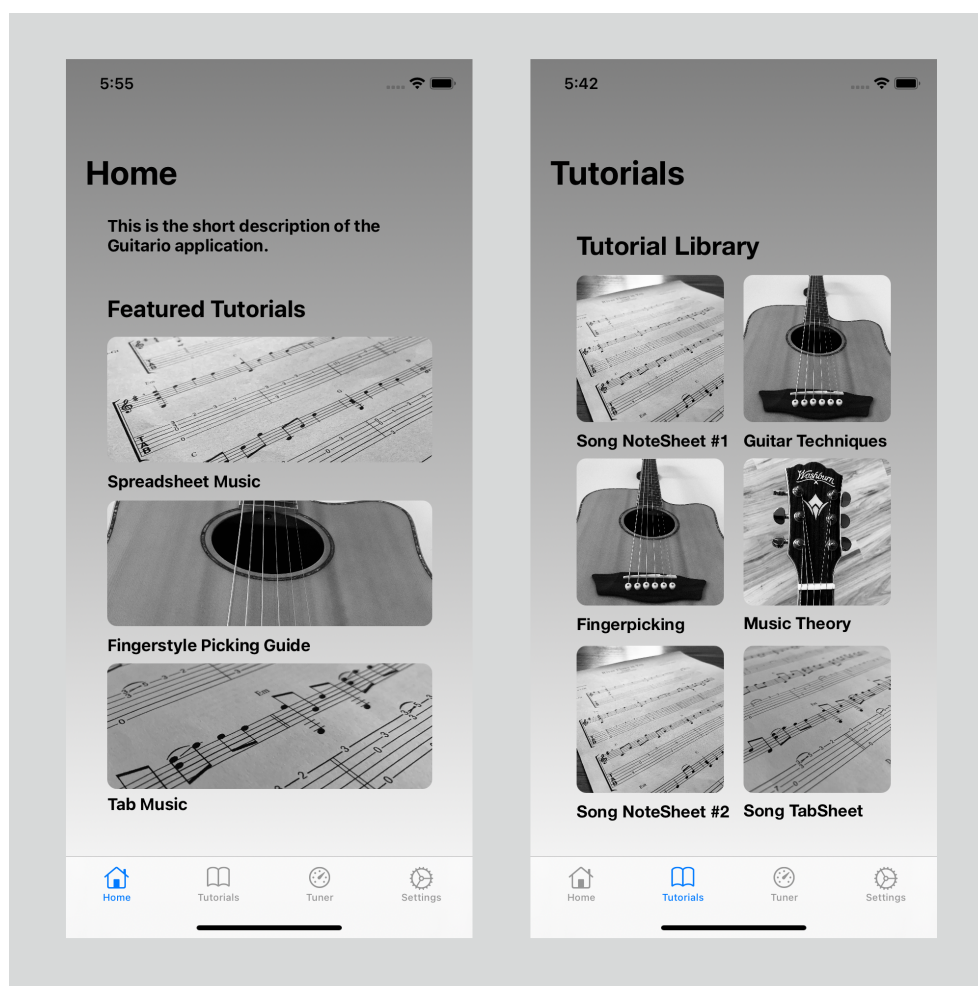 5:55
Home
This is the short description of the
Guitario application.
Featured Tutorials
Spreadsheet Music
Fingerstyle Picking Guide
Em
Tab Music
Home
Tutorials
Tuner
Settings
5:42
Tutorials
Tutorial Library
Song NoteSheet #1
Guitar Techniques
Washburn
Fingerpicking
Music Theory
Song NoteSheet #2
Song TabSheet
Home
Tutorials
Tuner
Settings